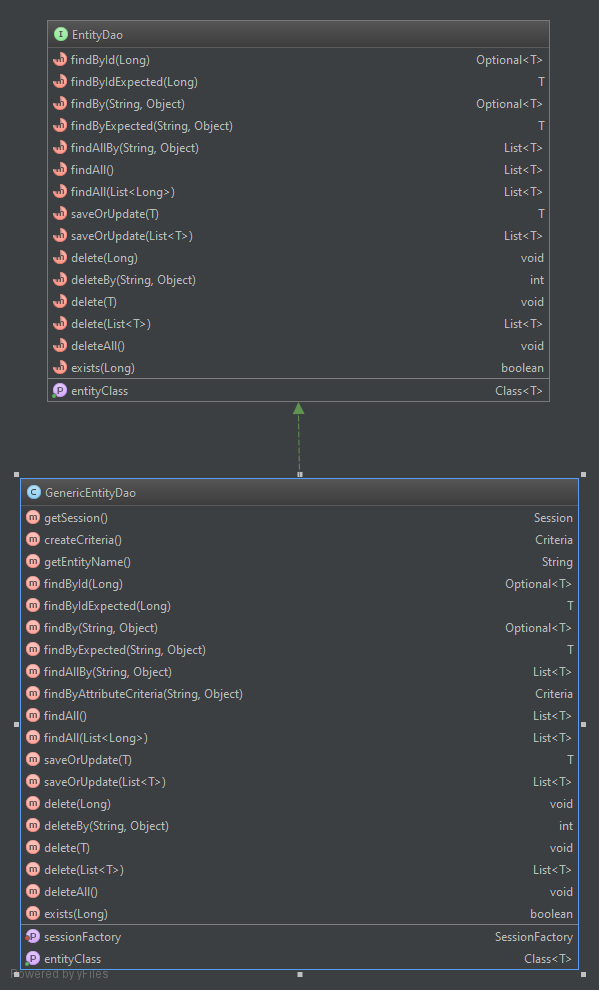 I EntityDao
m findById(Long) Optional<T>
m findByIdExpected(Long) T
m findBy(String, Object) Optional<T>
m findByExpected(String, Object) T
m findAllBy(String, Object) List<T>
m findAll() List<T>
m findAll(List<Long>) List<T>
m saveOrUpdate(T) T
m saveOrUpdate(List<T>) List<T>
m delete(Long) void
m deleteBy(String, Object) int
m delete(T) void
m delete(List<T>) List<T>
m deleteAll() void
m exists(Long) boolean
P entityClass Class<T>
C GenericEntityDao
m getSession() Session
m createCriteria() Criteria
m getEntityName() String
m findById(Long) Optional<T>
m findByIdExpected(Long) T
m findBy(String, Object) Optional<T>
m findByExpected(String, Object) T
m findAllBy(String, Object) List<T>
m findByAttributeCriteria(String, Object) Criteria
m findAll() List<T>
m findAll(List<Long>) List<T>
m saveOrUpdate(T) T
m saveOrUpdate(List<T>) List<T>
m delete(Long) void
m deleteBy(String, Object) int
m delete(T) void
m delete(List<T>) List<T>
m deleteAll() void
m exists(Long) boolean
P sessionFactory SessionFactory
P entityClass Class<T>
Powered by yFiles